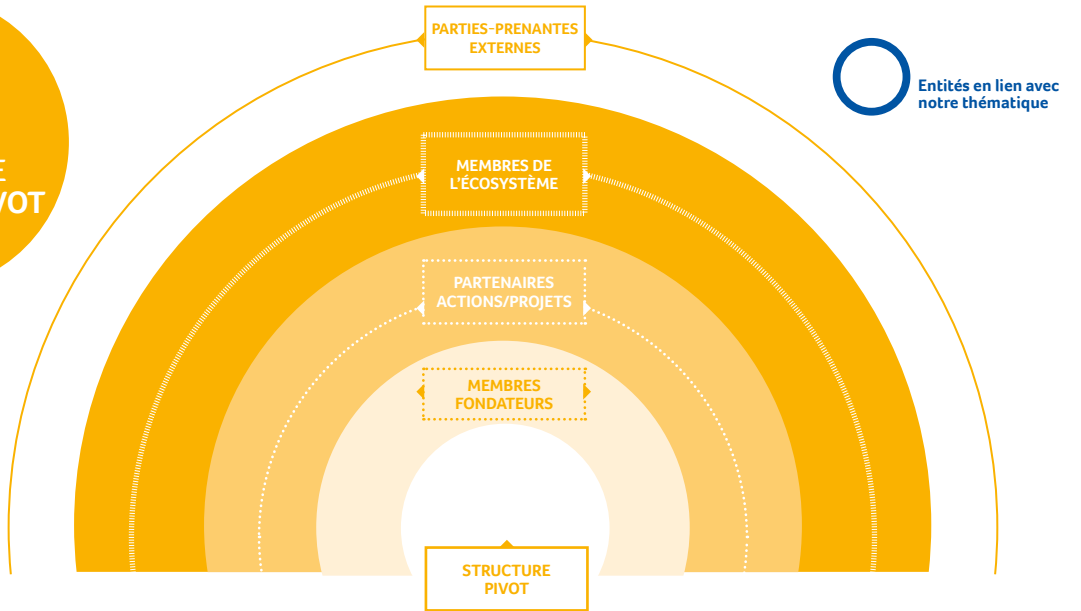 PARTIES-PRENANTES
EXTERNES
Entités en lien avec
notre thématique
MEMBRES DE
L'ÉCOSYSTÈME
PARTENAIRES
ACTIONS/PROJETS
MEMBRES
FONDATEURS
STRUCTURE
PIVOT